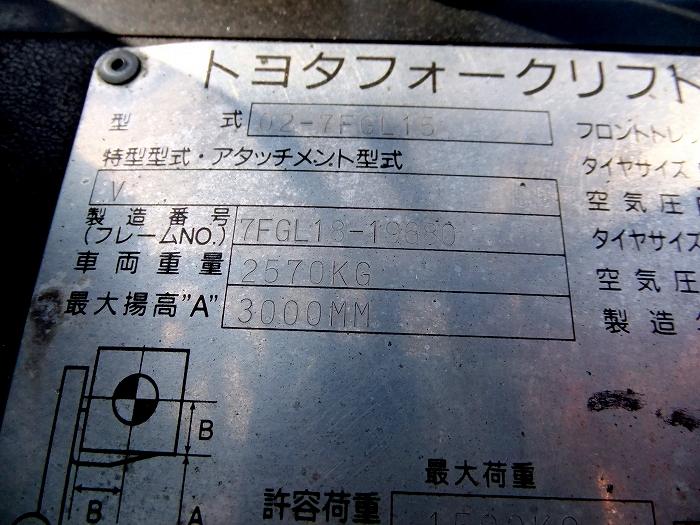 トヨタフォークリフト
型式 02-7FGL15
フロントトレッ
特型型式・アタッチメント型式
タイヤサイズ
V
空気圧
製造番号
(フレームNO.) 7FGL18-19680
タイヤサイズ
車両重量 2570KG
空気圧
最大揚高"A" 3000MM
製造
B
B
A
最大荷重
許容荷重